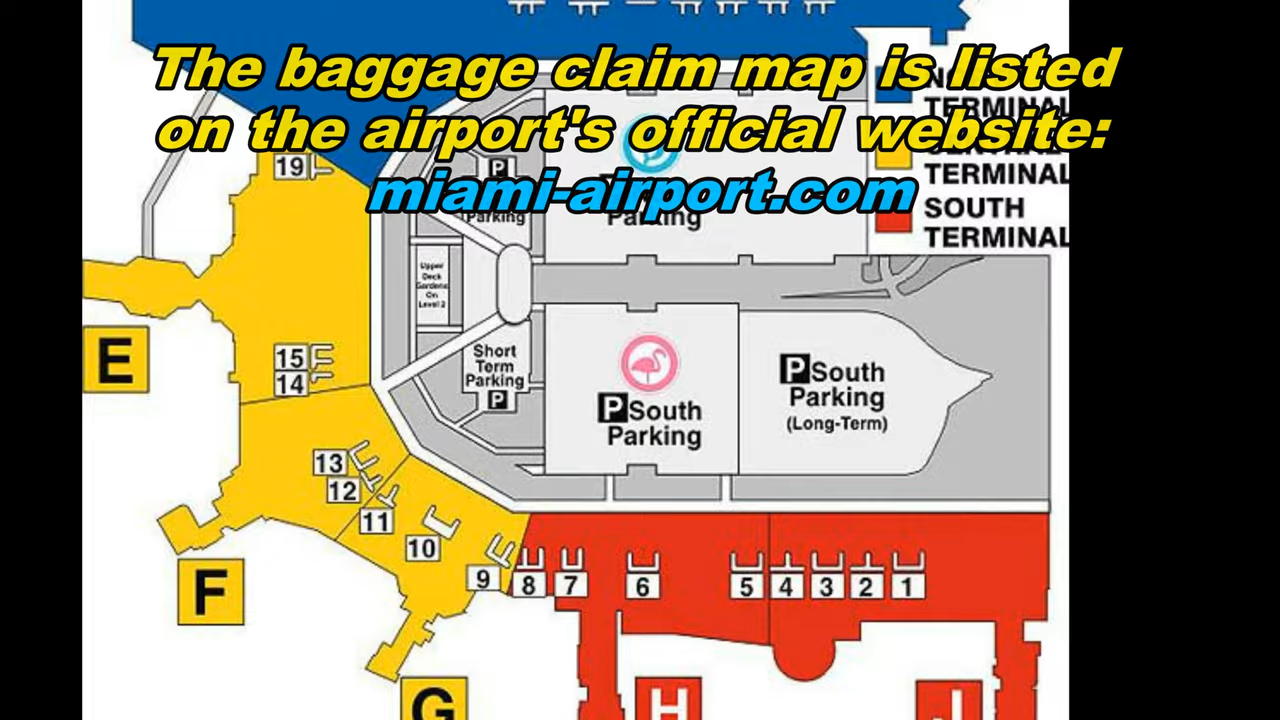 The baggage claim map is listed
on the airport's official website:
miami-airport.com
TERMINAL
TERMINAL
SOUTH
TERMINAL
19
P
Parking
Parking
Upper
Deck
Gardens
On
Level 2
E
15
14
Short
Term
Parking
P
P South
Parking
P South
Parking
(Long-Term)
13
12
11
10
9
8
7
6
5
4
3
2
1
F
G
H
J